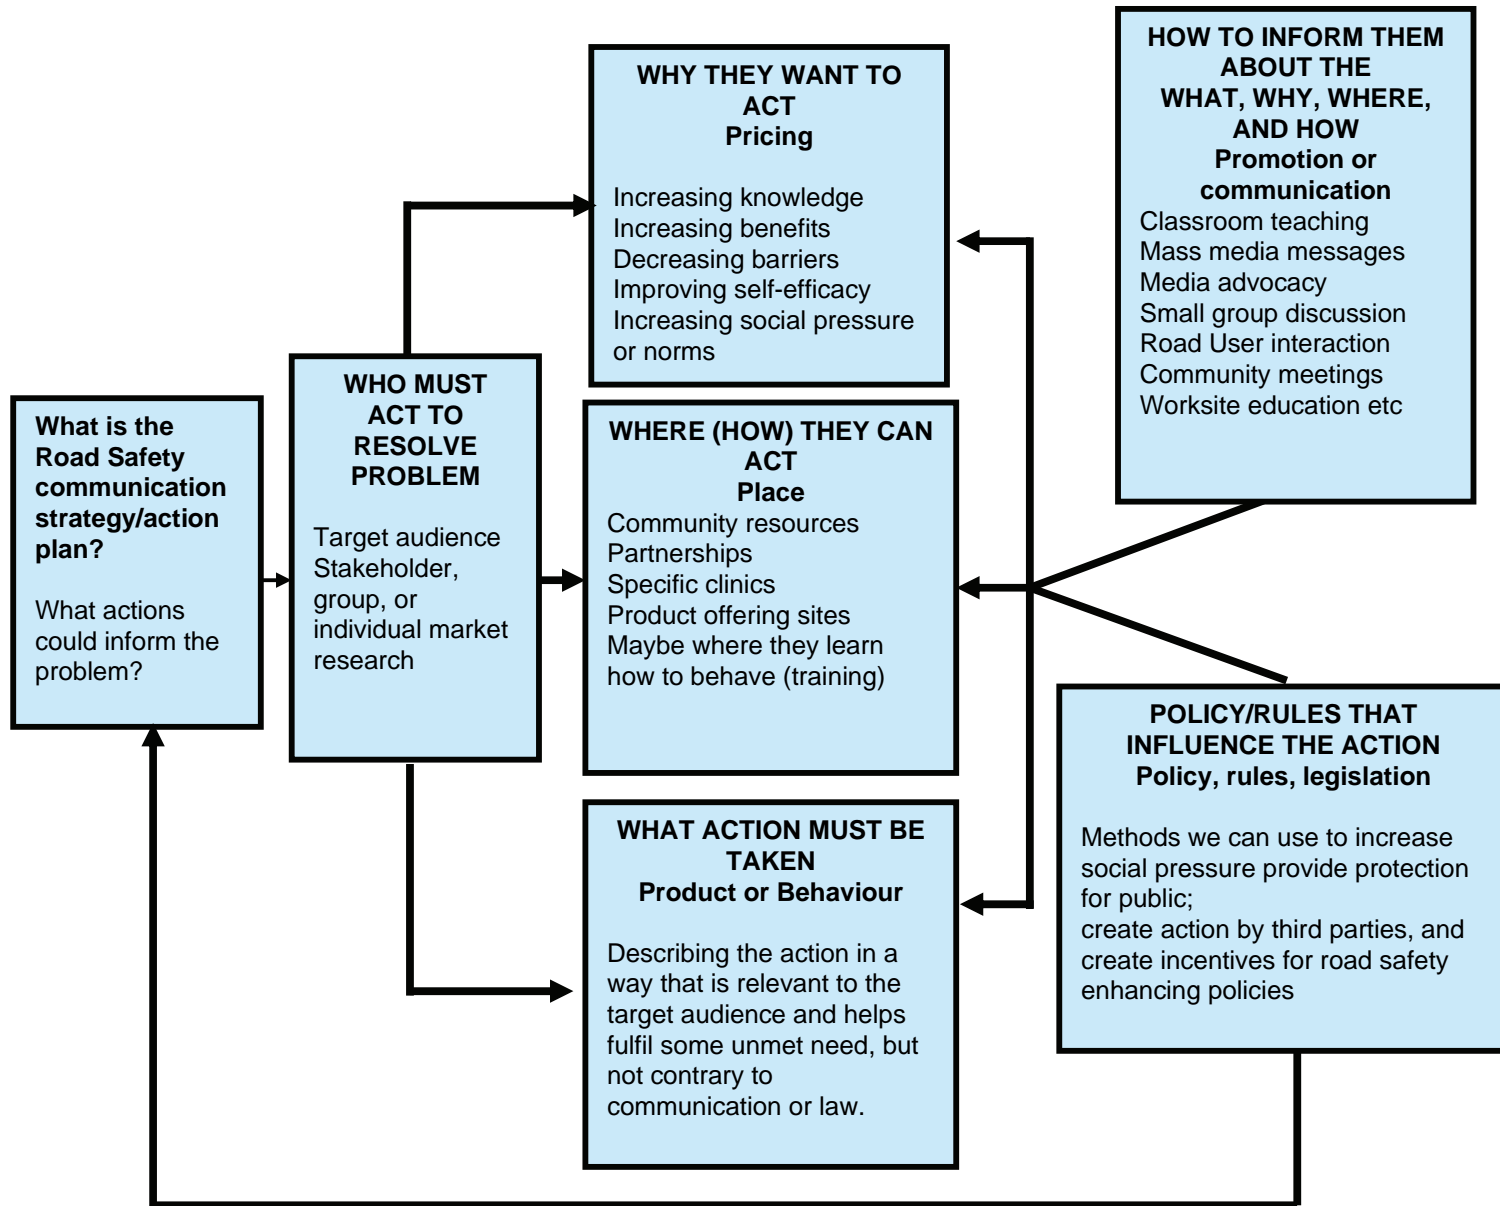 What is the
Road Safety
communication
strategy/action
plan?
What actions
could inform the
problem?
WHO MUST
ACT TO
RESOLVE
PROBLEM
Target audience
Stakeholder,
group, or
individual market
research
WHY THEY WANT TO
ACT
Pricing
Increasing knowledge
Increasing benefits
Decreasing barriers
Improving self-efficacy
Increasing social pressure
or norms
WHERE (HOW) THEY CAN
ACT
Place
Community resources
Partnerships
Specific clinics
Product offering sites
Maybe where they learn
how to behave (training)
WHAT ACTION MUST BE
TAKEN
Product or Behaviour
Describing the action in a
way that is relevant to the
target audience and helps
fulfil some unmet need, but
not contrary to
communication or law.
HOW TO INFORM THEM
ABOUT THE
WHAT, WHY, WHERE,
AND HOW
Promotion or
communication
Classroom teaching
Mass media messages
Media advocacy
Small group discussion
Road User interaction
Community meetings
Worksite education etc
POLICY/RULES THAT
INFLUENCE THE ACTION
Policy, rules, legislation
Methods we can use to increase
social pressure provide protection
for public;
create action by third parties, and
create incentives for road safety
enhancing policies